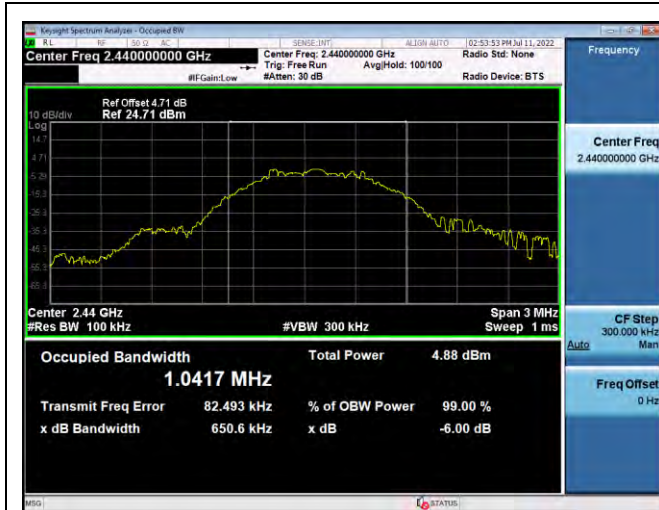 Keysight Spectrum Analyzer - Occupied BW
RL RF 50 Ω AC SENSE:INT ALIGN AUTO 02:53:53 PM Jul 11, 2022
Center Freq 2.440000000 GHz
Center Freq: 2.440000000 GHz
Radio Std: None
Trig: Free Run Avg|Hold: 100/100
#IFGain:Low #Atten: 30 dB Radio Device: BTS
Frequency
Ref Offset 4.71 dB
10 dB/div Ref 24.71 dBm
Log
14.7
4.71
-5.29
-15.3
-25.3
-35.3
-45.3
-55.3
-65.3
Center 2.44 GHz Span 3 MHz
#Res BW 100 kHz #VBW 300 kHz Sweep 1 ms
Center Freq
2.440000000 GHz
CF Step
300.000 kHz
Auto Man
Freq Offset
0 Hz
Occupied Bandwidth Total Power 4.88 dBm
1.0417 MHz
Transmit Freq Error 82.493 kHz % of OBW Power 99.00 %
x dB Bandwidth 650.6 kHz x dB -6.00 dB
MSG STATUS